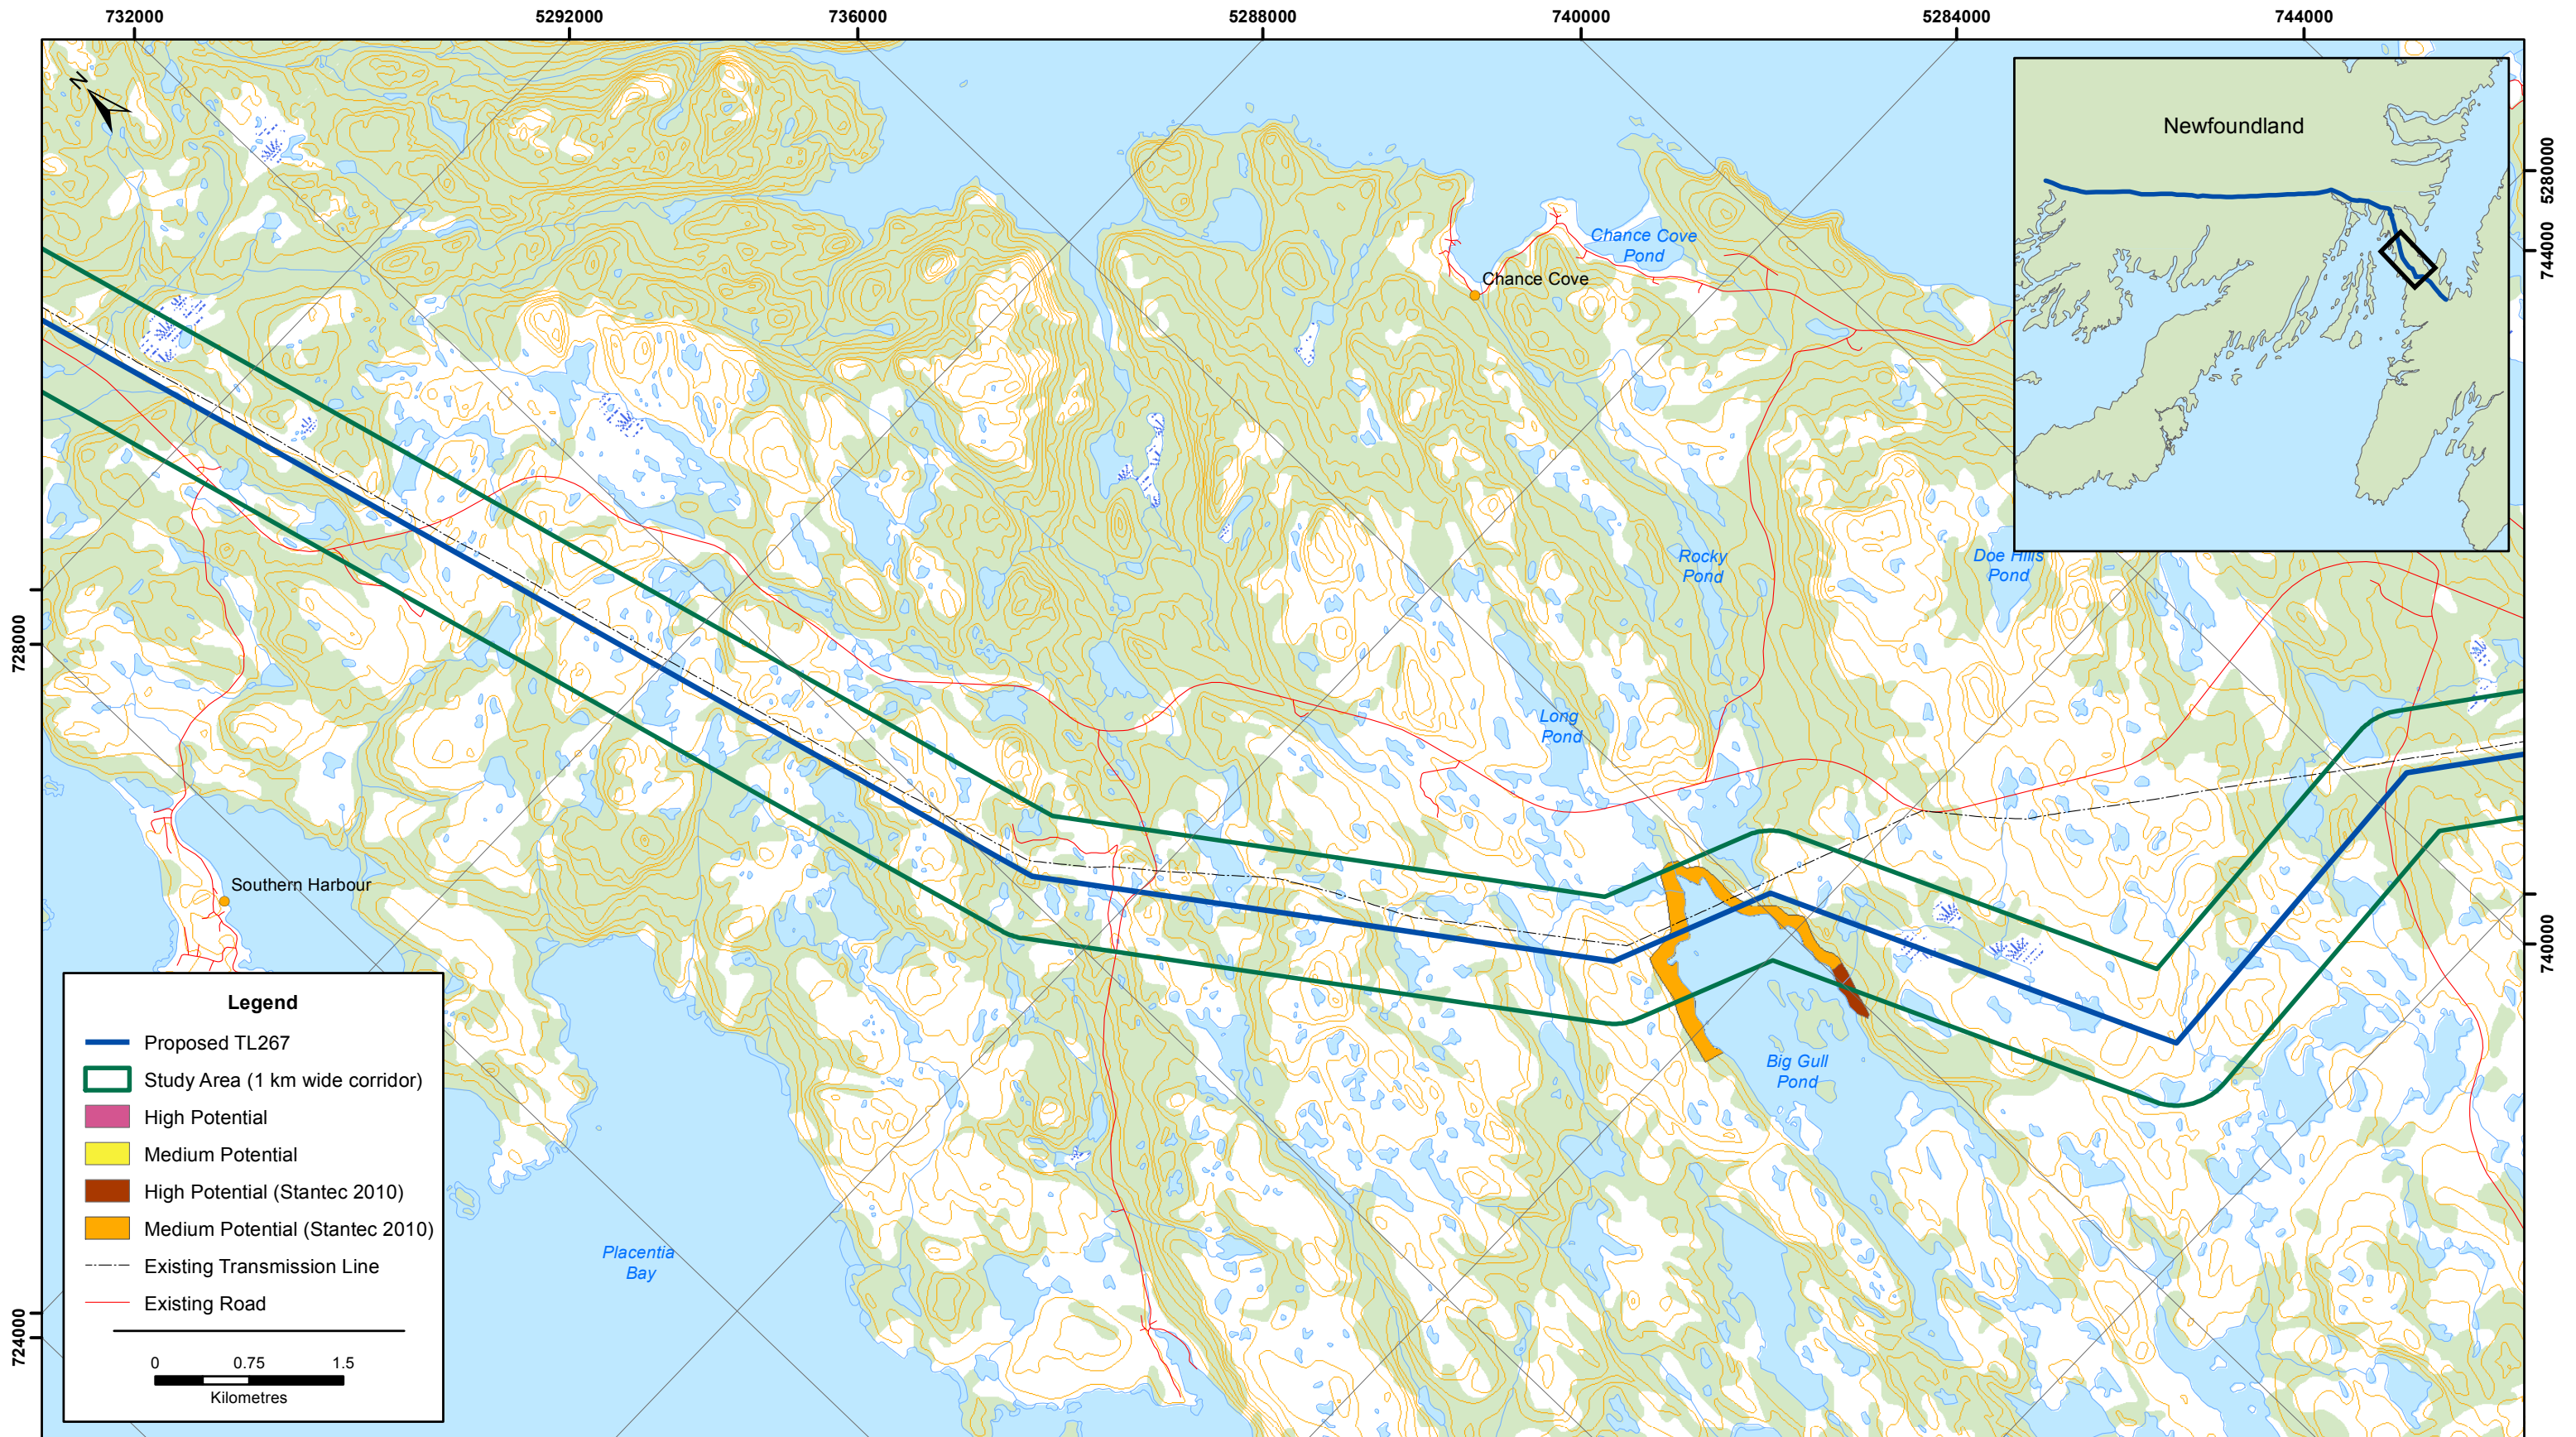 732000
5292000
736000
5288000
740000
5284000
744000
N
Newfoundland
5280000
744000
Chance Cove
Pond
Chance Cove
Rocky
Pond
Doe Hills
Pond
728000
Long
Pond
Southern Harbour
740000
Big Gull
Pond
Placentia
Bay
724000
Legend
Proposed TL267
Study Area (1 km wide corridor)
High Potential
Medium Potential
High Potential (Stantec 2010)
Medium Potential (Stantec 2010)
Existing Transmission Line
Existing Road
0 0.75 1.5
Kilometres